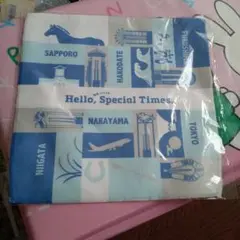 SAPPORO
HAKODATE
Hello, Special Times.
NAKAYAMA
TOKYO
NIIGATA